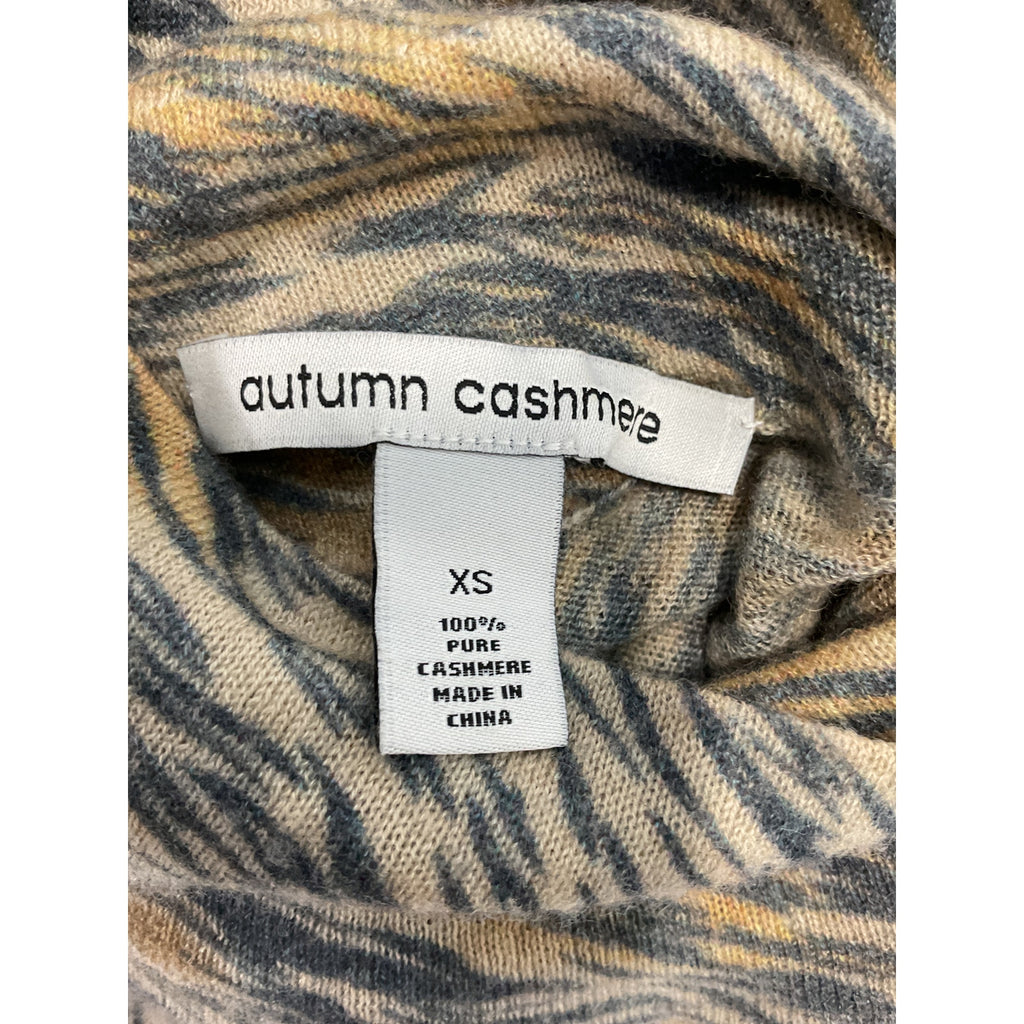 autumn cashmere
XS
100%
PURE
CASHMERE
MADE IN
CHINA